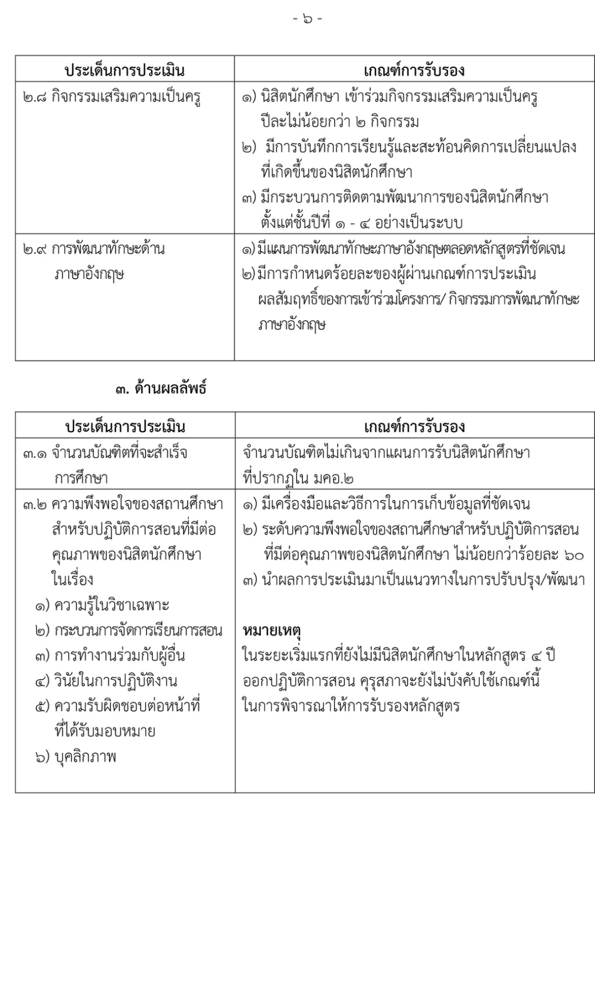 - ๖ -
ประเด็นการประเมิน
เกณฑ์การรับรอง
๒.๘ กิจกรรมเสริมความเป็นครู
๑) นิสิตนักศึกษา เข้าร่วมกิจกรรมเสริมความเป็นครู
ปีละไม่น้อยกว่า ๒ กิจกรรม
๒) มีการบันทึกการเรียนรู้และสะท้อนคิดการเปลี่ยนแปลง
ที่เกิดขึ้นของนิสิตนักศึกษา
๓) มีกระบวนการติดตามพัฒนาการของนิสิตนักศึกษา
ตั้งแต่ชั้นปีที่ ๑ - ๔ อย่างเป็นระบบ
๒.๙ การพัฒนาทักษะด้าน
ภาษาอังกฤษ
๑) มีแผนการพัฒนาทักษะภาษาอังกฤษตลอดหลักสูตรที่ชัดเจน
๒) มีการกำหนดร้อยละของผู้ผ่านเกณฑ์การประเมิน
ผลสัมฤทธิ์ของการเข้าร่วมโครงการ/ กิจกรรมการพัฒนาทักษะ
ภาษาอังกฤษ
๓. ด้านผลลัพธ์
ประเด็นการประเมิน
เกณฑ์การรับรอง
๓.๑ จำนวนบัณฑิตที่จะสำเร็จ
การศึกษา
จำนวนบัณฑิตไม่เกินจากแผนการรับนิสิตนักศึกษา
ที่ปรากฏใน มคอ.๒
๓.๒ ความพึงพอใจของสถานศึกษา
สำหรับปฏิบัติการสอนที่มีต่อ
คุณภาพของนิสิตนักศึกษา
ในเรื่อง
๑) ความรู้ในวิชาเฉพาะ
๒) กระบวนการจัดการเรียนการสอน
๓) การทำงานร่วมกับผู้อื่น
๔) วินัยในการปฏิบัติงาน
๕) ความรับผิดชอบต่อหน้าที่
ที่ได้รับมอบหมาย
๖) บุคลิกภาพ
๑) มีเครื่องมือและวิธีการในการเก็บข้อมูลที่ชัดเจน
๒) ระดับความพึงพอใจของสถานศึกษาสำหรับปฏิบัติการสอน
ที่มีต่อคุณภาพของนิสิตนักศึกษา ไม่น้อยกว่าร้อยละ ๖๐
๓) นำผลการประเมินมาเป็นแนวทางในการปรับปรุง/พัฒนา
หมายเหตุ
ในระยะเริ่มแรกที่ยังไม่มีนิสิตนักศึกษาในหลักสูตร ๔ ปี
ออกปฏิบัติการสอน คุรุสภาจะยังไม่บังคับใช้เกณฑ์นี้
ในการพิจารณาให้การรับรองหลักสูตร